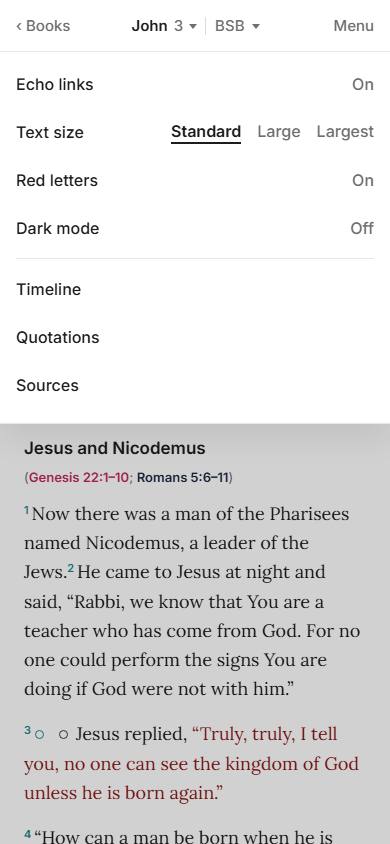 ‹ Books John 3 BSB Menu
Echo links On
Text size Standard Large Largest
Red letters On
Dark mode Off
Timeline
Quotations
Sources
Jesus and Nicodemus
(Genesis 22:1–10; Romans 5:6–11)
1 Now there was a man of the Pharisees
named Nicodemus, a leader of the
Jews. 2 He came to Jesus at night and
said, “Rabbi, we know that You are a
teacher who has come from God. For no
one could perform the signs You are
doing if God were not with him.”
3 Jesus replied, “Truly, truly, I tell
you, no one can see the kingdom of God
unless he is born again.”
4 “How can a man be born when he is